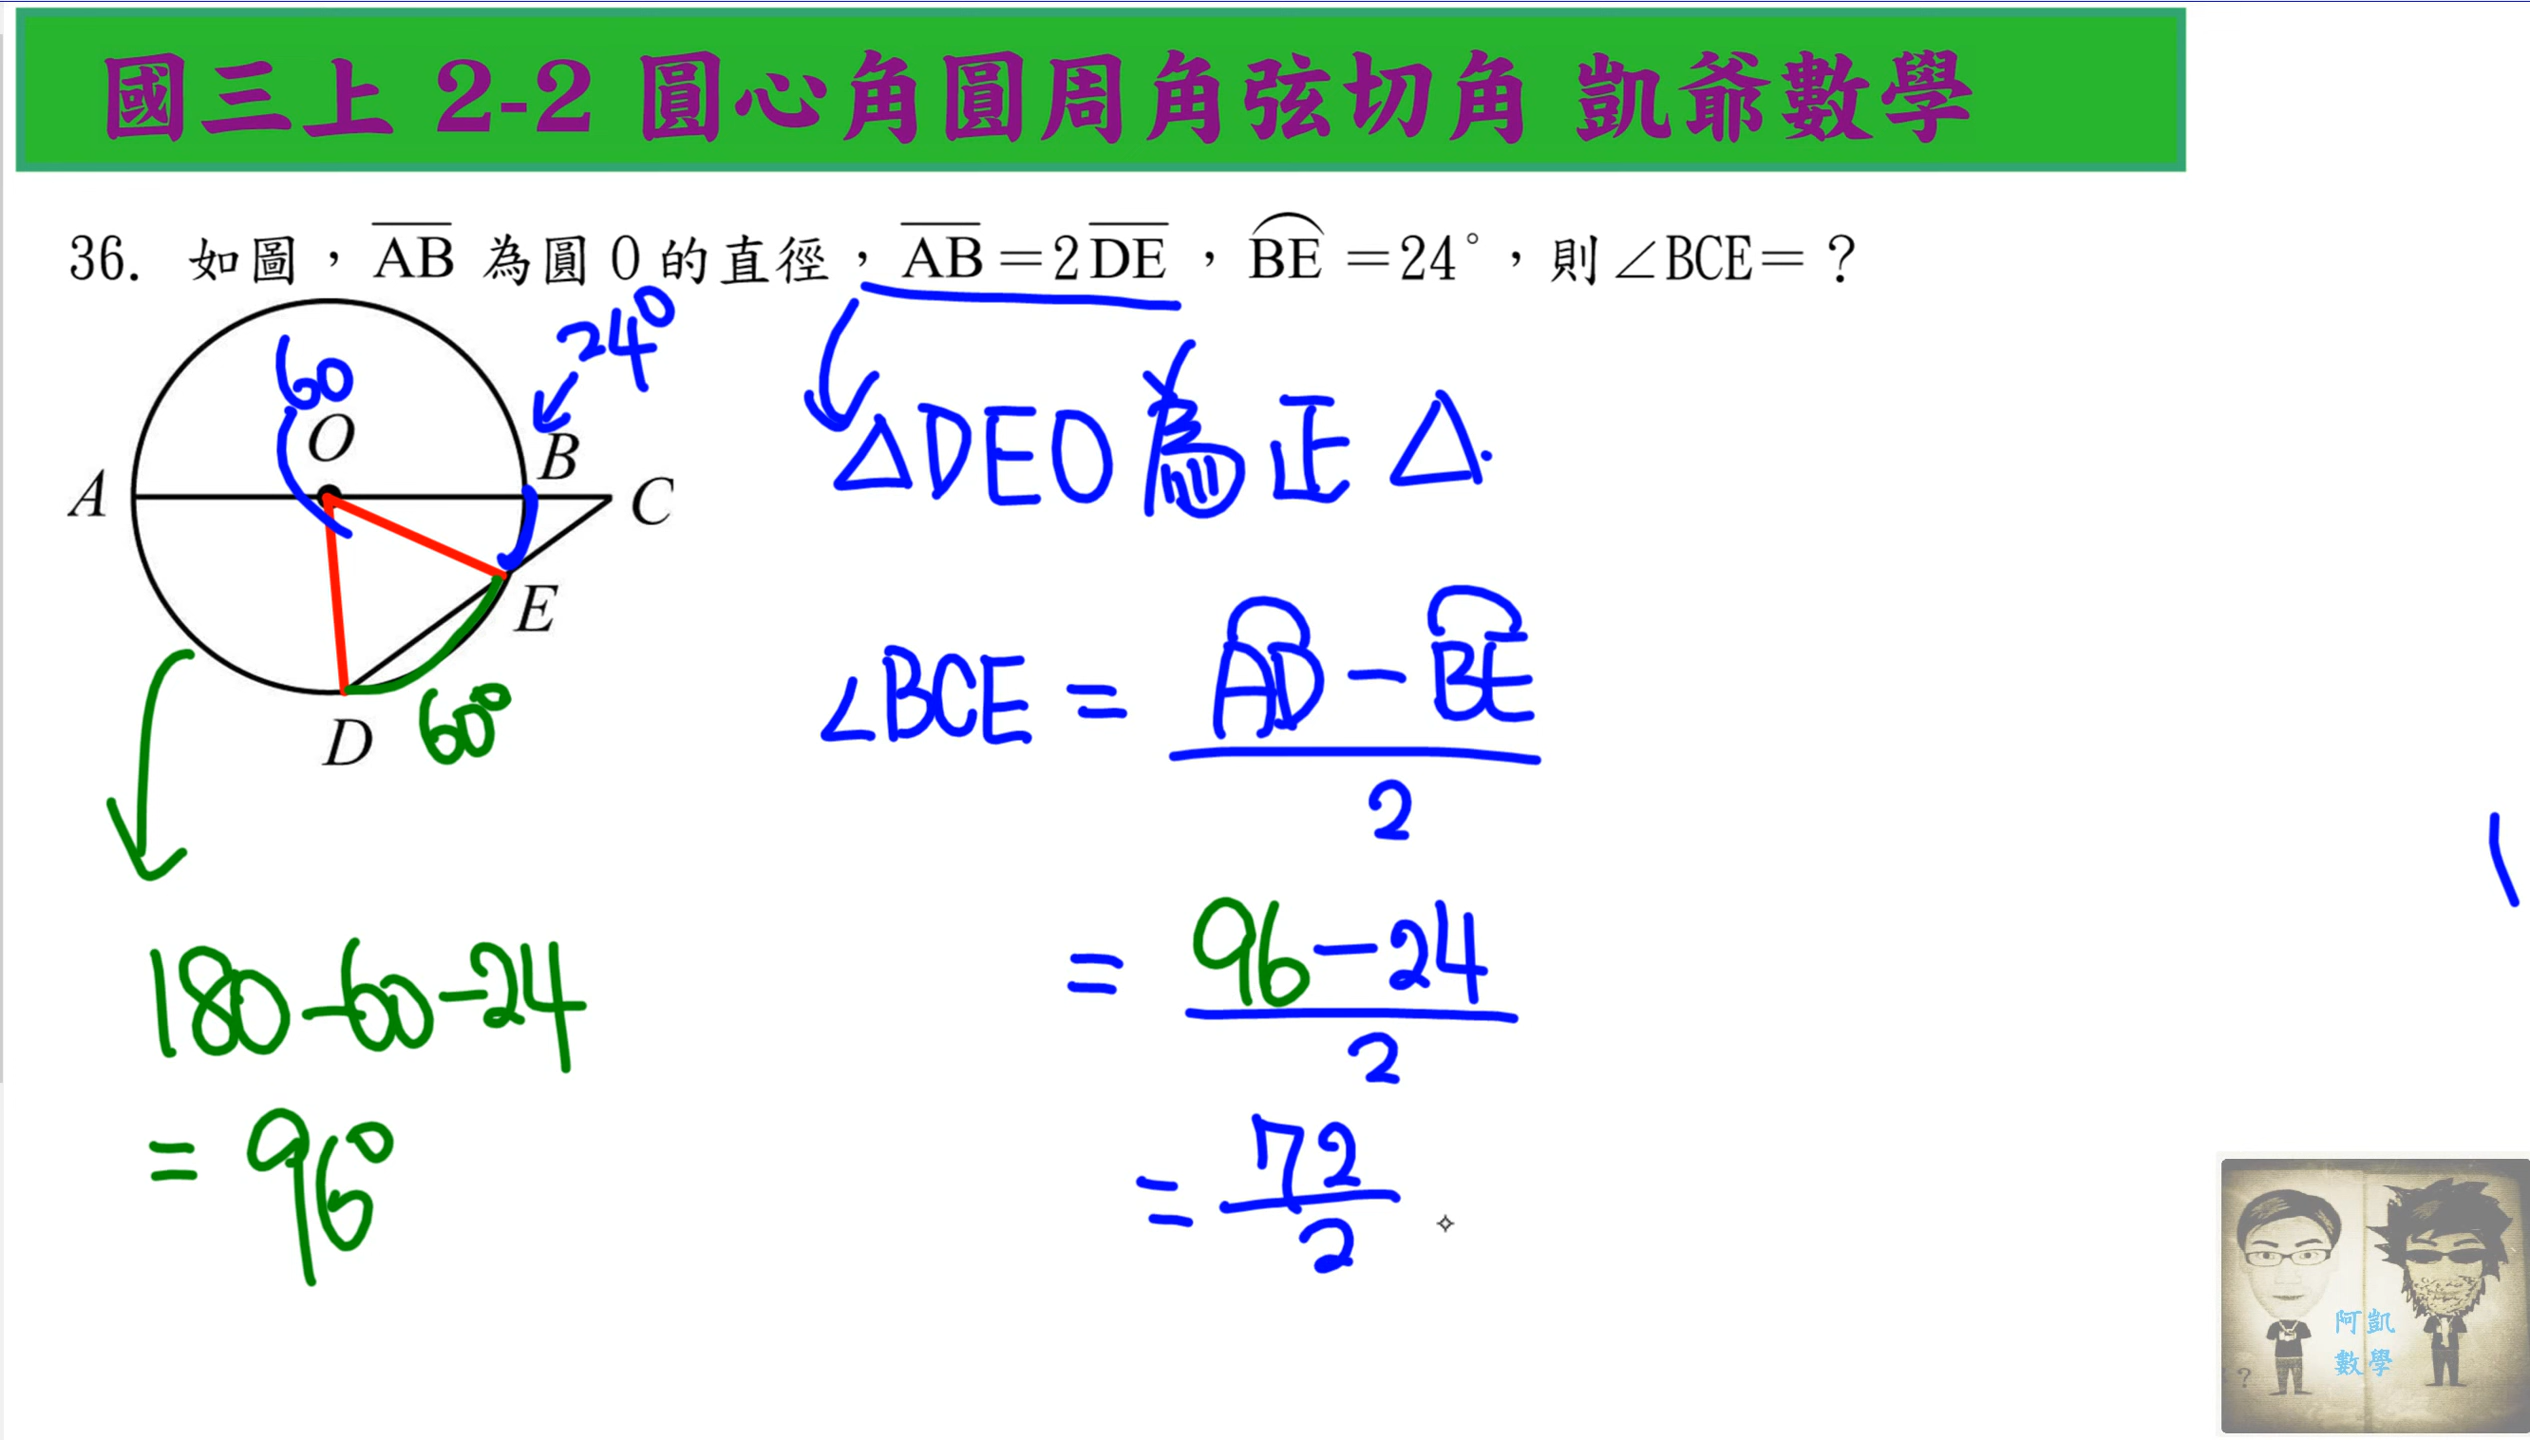 國三上 2-2 圓心角圓周角弦切角 凱爺數學
36. 如圖，AB 為圓 O 的直徑，AB=2DE，BE=24°，則∠BCE=？
60
24°
O
B
A
C
E
D
60°
△DEO為正△.
∠BCE = AD-BE
2
= 96-24
2
= 72
2
180-60-24
= 96°
阿凱
數學
?